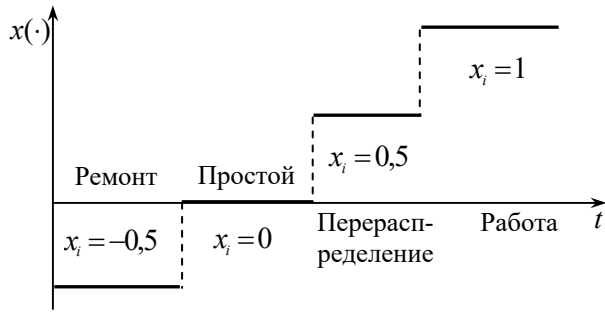 x(·)
x_i = 1
x_i = 0,5
Ремонт Простой
x_i = −0,5 x_i = 0
Перерасп-
ределение
Работа
t